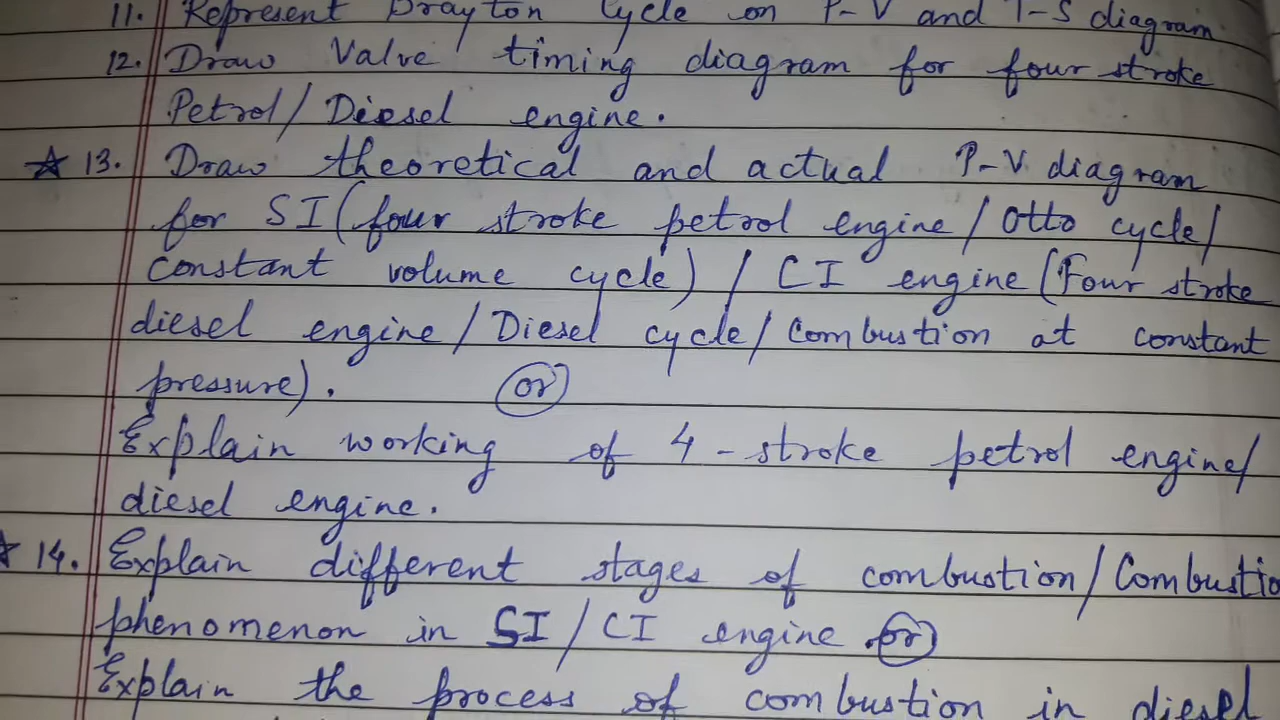 11. Represent Brayton Cycle on P-V and T-S diagram.
12. Draw Valve timing diagram for four stroke
Petrol/Diesel engine.
☆ 13. Draw theoretical and actual P-V diagram
for SI (four stroke petrol engine/Otto cycle/
constant volume cycle) / CI engine (Four stroke
diesel engine/Diesel cycle/Combustion at constant
pressure). or
Explain working of 4-stroke petrol engine/
diesel engine.
☆ 14. Explain different stages of combustion/Combustio
phenomenon in SI/CI engine. or
Explain the process of combustion in diesel